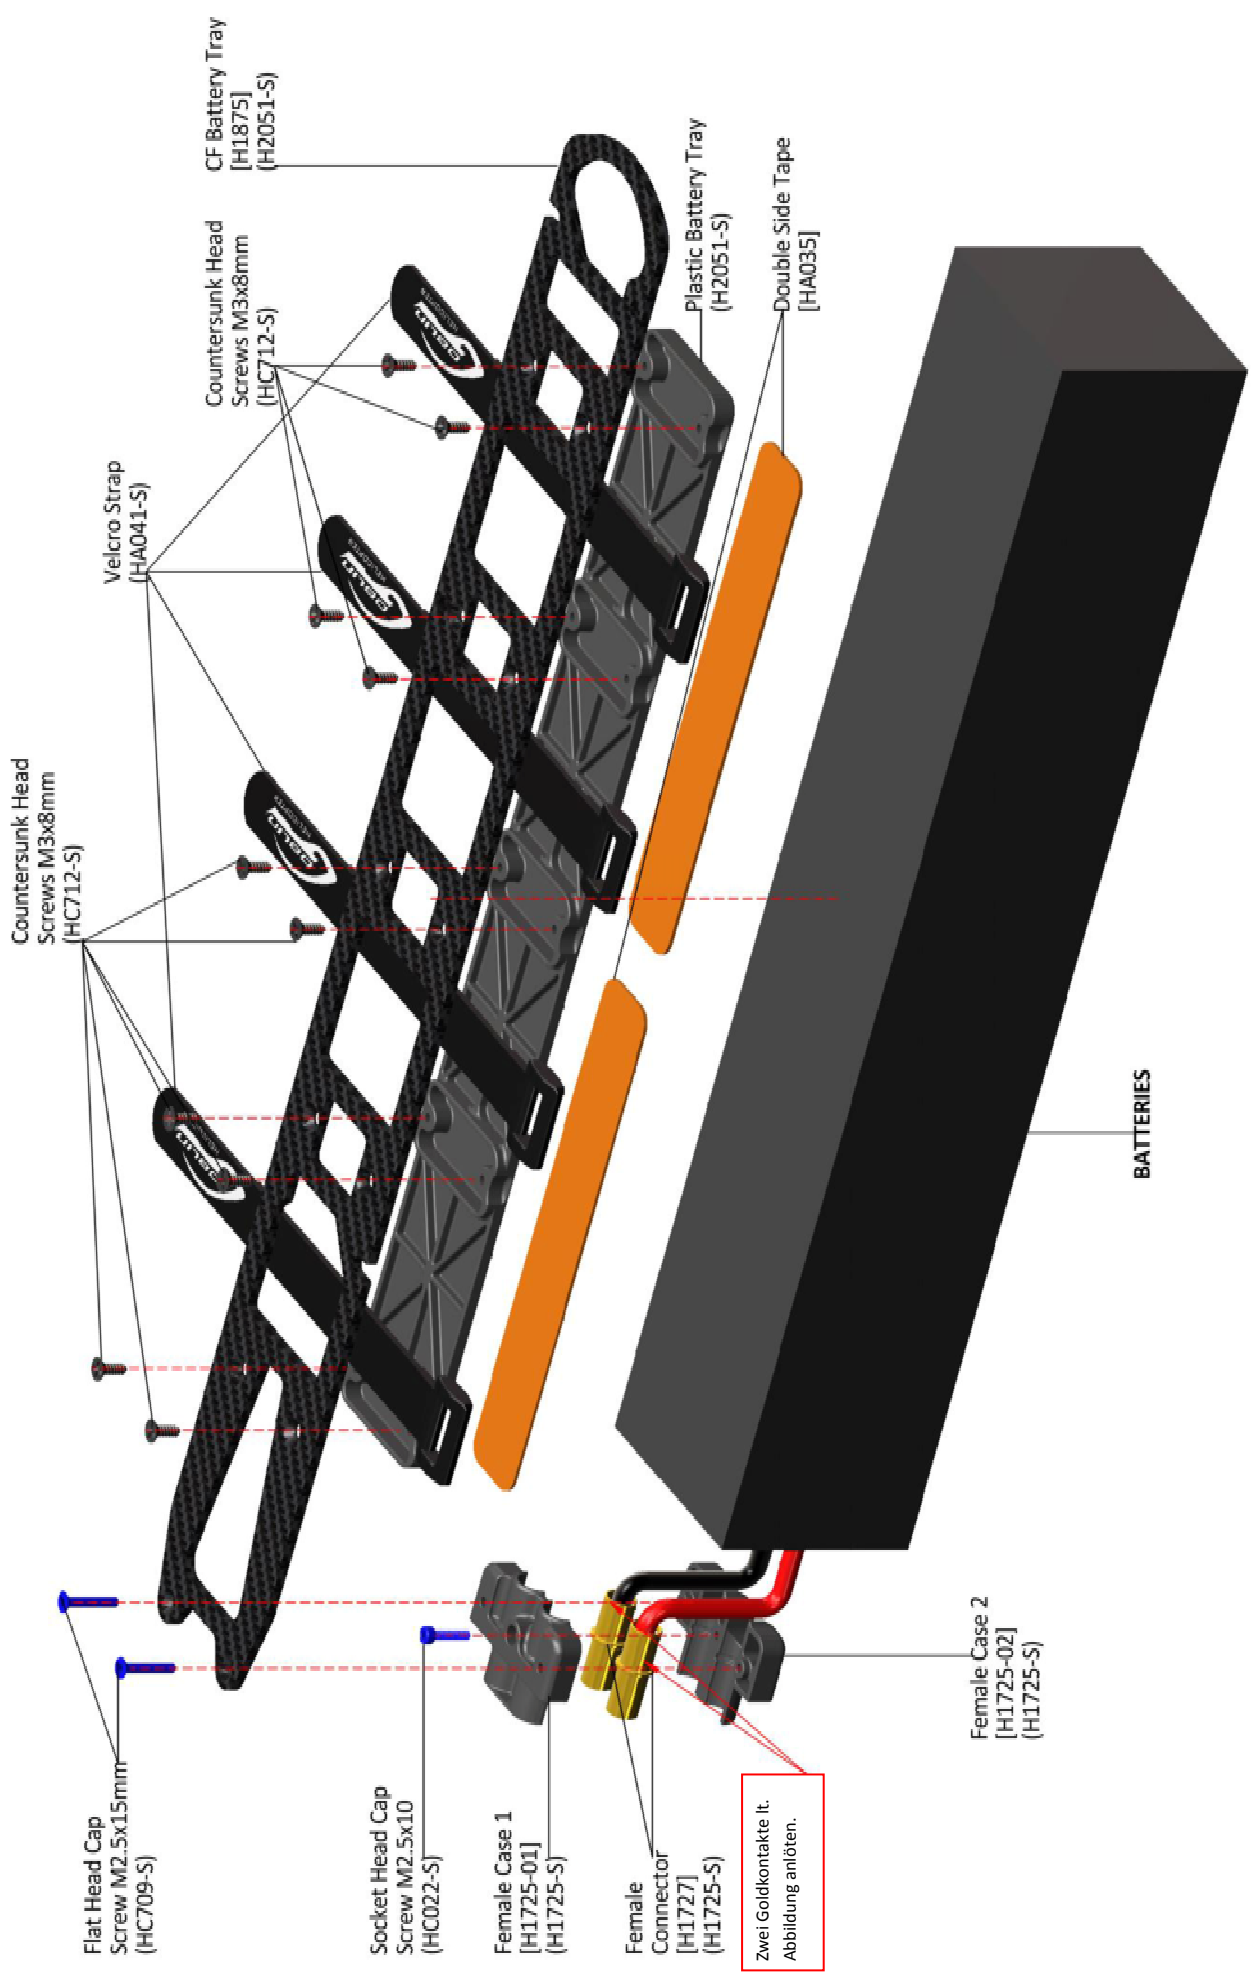 CF Battery Tray
[H1875]
(H2051-S)
Countersunk Head
Screws M3x8mm
(HC712-S)
Velcro Strap
(HA041-S)
Countersunk Head
Screws M3x8mm
(HC712-S)
Plastic Battery Tray
(H2051-S)
Double Side Tape
[HA035]
BATTERIES
Flat Head Cap
Screw M2.5x15mm
(HC709-S)
Socket Head Cap
Screw M2.5x10
(HC022-S)
Female Case 1
[H1725-01]
(H1725-S)
Female
Connector
[H1727]
(H1725-S)
Zwei Goldkontakte lt.
Abbildung anlöten.
Female Case 2
[H1725-02]
(H1725-S)